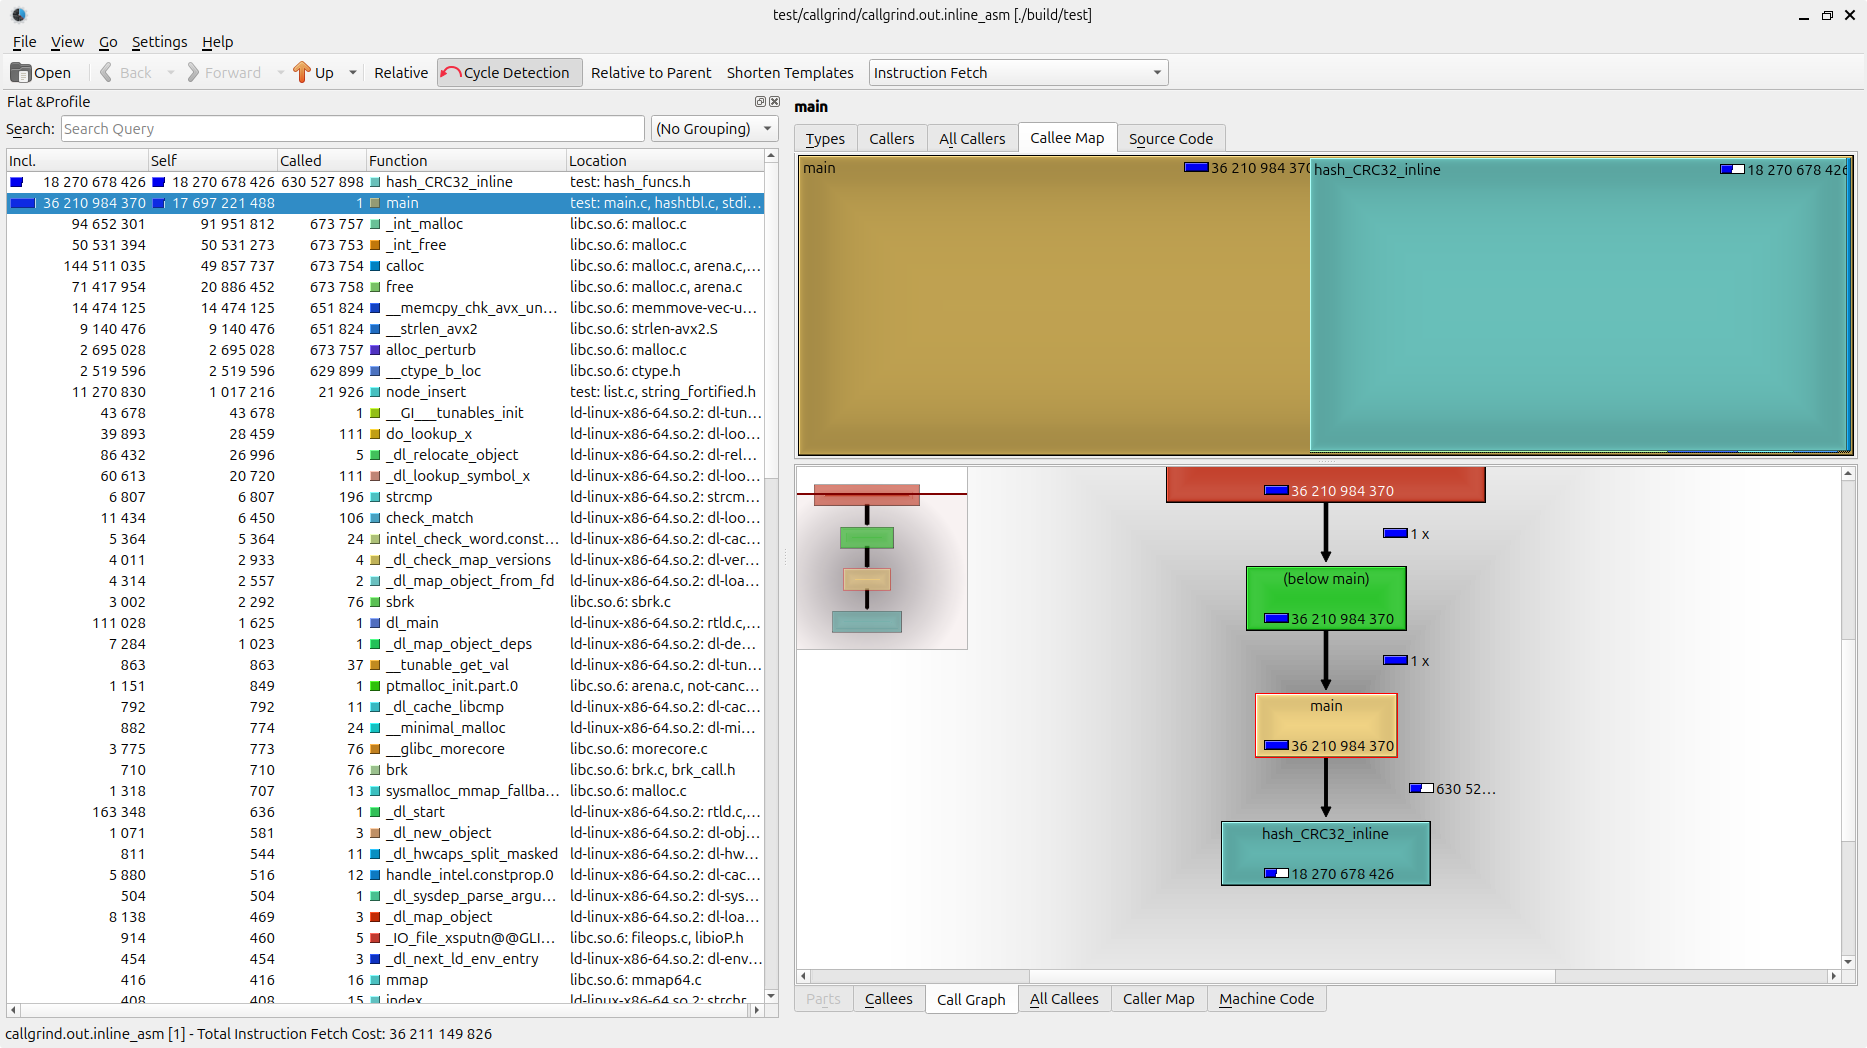 test/callgrind/callgrind.out.inline_asm [./build/test]
File View Go Settings Help
Open Back Forward Up Relative Cycle Detection Relative to Parent Shorten Templates Instruction Fetch
Flat &Profile
Search: Search Query (No Grouping)
Incl. Self Called Function Location
18 270 678 426 18 270 678 426 630 527 898 hash_CRC32_inline test: hash_funcs.h
36 210 984 370 17 697 221 488 1 main test: main.c, hashtbl.c, stdi...
94 652 301 91 951 812 673 757 _int_malloc libc.so.6: malloc.c
50 531 394 50 531 273 673 753 _int_free libc.so.6: malloc.c
144 511 035 49 857 737 673 754 calloc libc.so.6: malloc.c, arena.c,...
71 417 954 20 886 452 673 758 free libc.so.6: malloc.c, arena.c
14 474 125 14 474 125 651 824 __memcpy_chk_avx_un... libc.so.6: memmove-vec-u...
9 140 476 9 140 476 651 824 __strlen_avx2 libc.so.6: strlen-avx2.S
2 695 028 2 695 028 673 757 alloc_perturb libc.so.6: malloc.c
2 519 596 2 519 596 629 899 __ctype_b_loc libc.so.6: ctype.h
11 270 830 1 017 216 21 926 node_insert test: list.c, string_fortified.h
43 678 43 678 1 __GI___tunables_init ld-linux-x86-64.so.2: dl-tun...
39 893 28 459 111 do_lookup_x ld-linux-x86-64.so.2: dl-loo...
86 432 26 996 5 _dl_relocate_object ld-linux-x86-64.so.2: dl-rel...
60 613 20 720 111 _dl_lookup_symbol_x ld-linux-x86-64.so.2: dl-loo...
6 807 6 807 196 strcmp ld-linux-x86-64.so.2: strcm...
11 434 6 450 106 check_match ld-linux-x86-64.so.2: dl-loo...
5 364 5 364 24 intel_check_word.const... ld-linux-x86-64.so.2: dl-cac...
4 011 2 933 4 _dl_check_map_versions ld-linux-x86-64.so.2: dl-ver...
4 314 2 557 2 _dl_map_object_from_fd ld-linux-x86-64.so.2: dl-loa...
3 002 2 292 76 sbrk libc.so.6: sbrk.c
111 028 1 625 1 dl_main ld-linux-x86-64.so.2: rtld.c,...
7 284 1 023 1 _dl_map_object_deps ld-linux-x86-64.so.2: dl-de...
863 863 37 __tunable_get_val ld-linux-x86-64.so.2: dl-tun...
1 151 849 1 ptmalloc_init.part.0 libc.so.6: arena.c, not-canc...
792 792 11 _dl_cache_libcmp ld-linux-x86-64.so.2: dl-cac...
882 774 24 __minimal_malloc ld-linux-x86-64.so.2: dl-mi...
3 775 773 76 __glibc_morecore libc.so.6: morecore.c
710 710 76 brk libc.so.6: brk.c, brk_call.h
1 318 707 13 sysmalloc_mmap_fallba... libc.so.6: malloc.c
163 348 636 1 _dl_start ld-linux-x86-64.so.2: rtld.c,...
1 071 581 3 _dl_new_object ld-linux-x86-64.so.2: dl-obj...
811 544 11 _dl_hwcaps_split_masked ld-linux-x86-64.so.2: dl-hw...
5 880 516 12 handle_intel.constprop.0 ld-linux-x86-64.so.2: dl-cac...
504 504 1 _dl_sysdep_parse_argu... ld-linux-x86-64.so.2: dl-sys...
8 138 469 3 _dl_map_object ld-linux-x86-64.so.2: dl-loa...
914 460 5 _IO_file_xsputn@@GLI... libc.so.6: fileops.c, libioP.h
454 454 3 _dl_next_ld_env_entry ld-linux-x86-64.so.2: dl-env...
416 416 16 mmap libc.so.6: mmap64.c
408 408 15 index ld-linux-x86-64.so.2: strchr
main
Types Callers All Callers Callee Map Source Code
main 36 210 984 370 hash_CRC32_inline 18 270 678 426
36 210 984 370
1 x
(below main)
36 210 984 370
1 x
main
36 210 984 370
630 52...
hash_CRC32_inline
18 270 678 426
Parts Callees Call Graph All Callees Caller Map Machine Code
callgrind.out.inline_asm [1] - Total Instruction Fetch Cost: 36 211 149 826